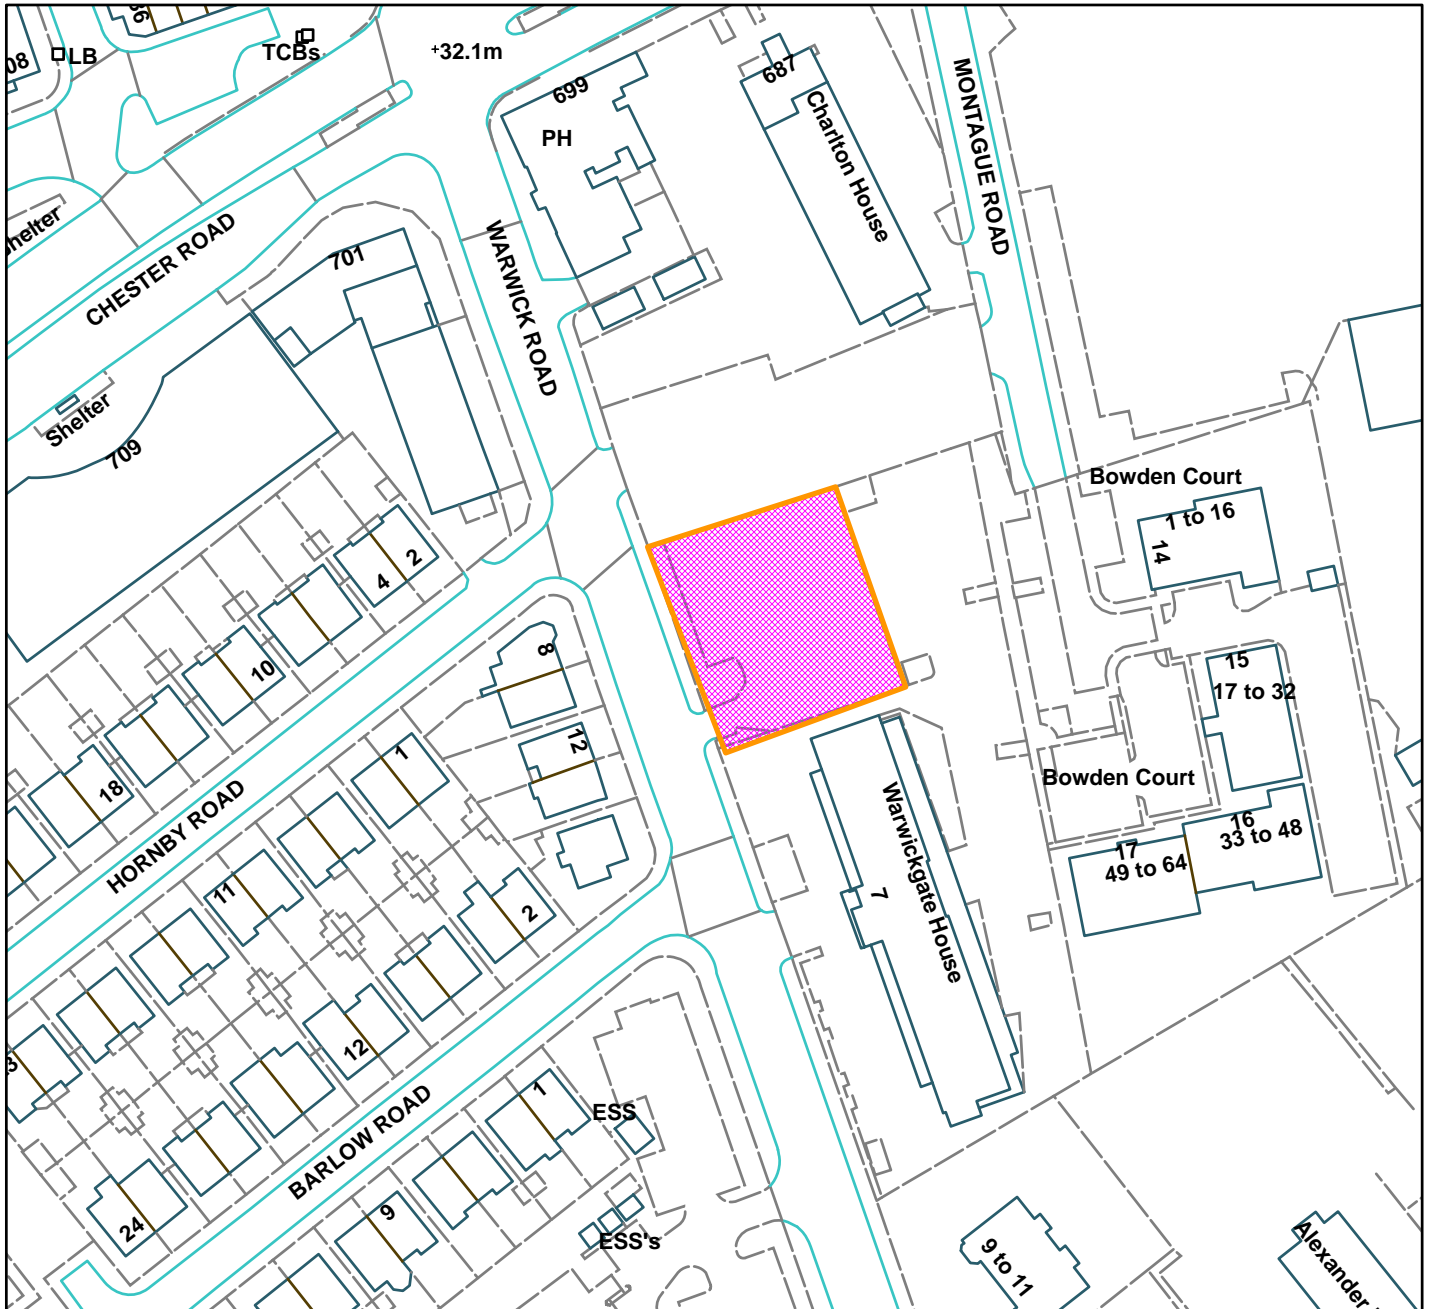 36
08
LB
TCBs
+32.1m
699
PH
687
Charlton House
MONTAGUE ROAD
Shelter
CHESTER ROAD
701
WARWICK ROAD
Shelter
709
Bowden Court
1 to 16
14
2
4
10
18
8
12
15
17 to 32
Bowden Court
16
33 to 48
17
49 to 64
HORNBY ROAD
1
11
2
7
Warwickgate House
3
12
24
BARLOW ROAD
1
ESS
9
ESS's
9 to 11
Alexander